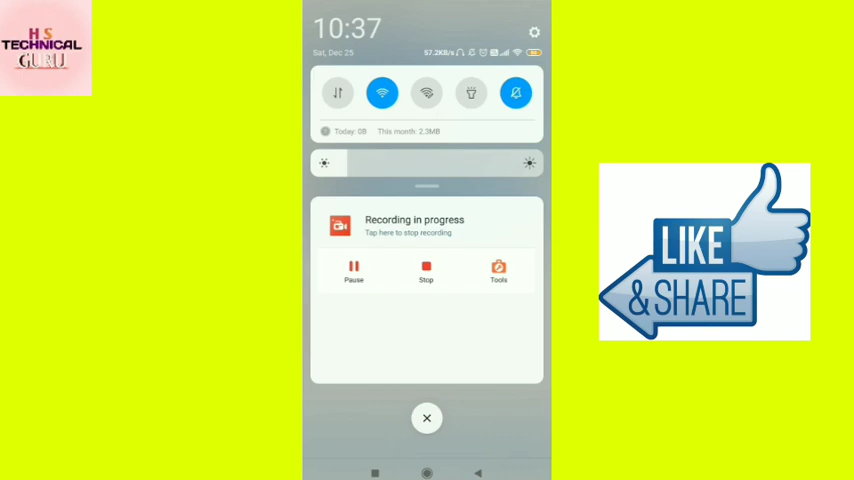 H S
TECHNICAL
GURU
10:37
Sat, Dec 25
57.2KB/s
Today: 0B This month: 2.3MB
Recording in progress
Tap here to stop recording
Pause Stop Tools
LIKE
& SHARE